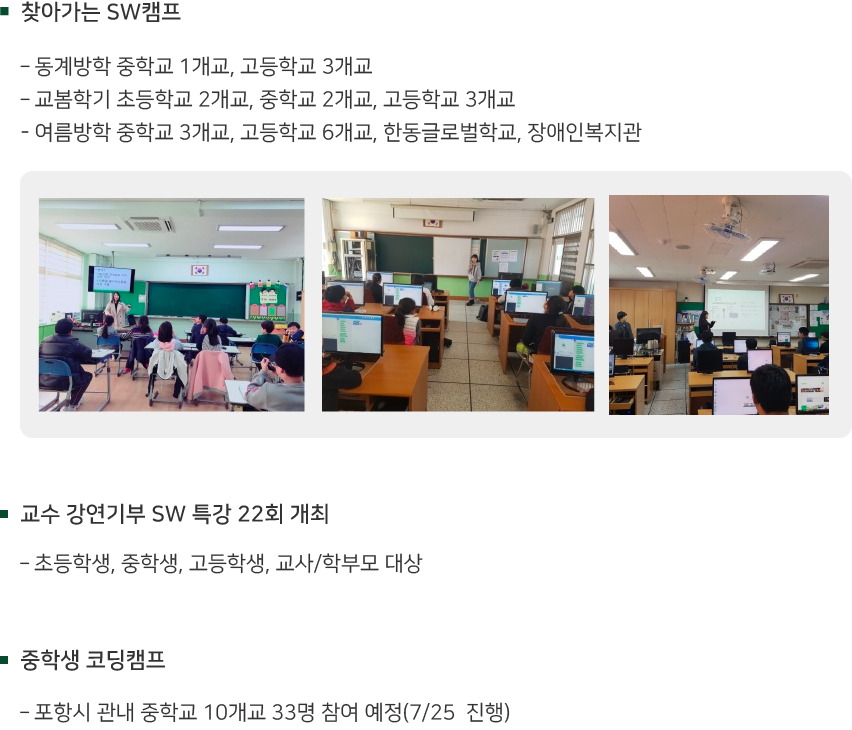 찾아가는 SW캠프
– 동계방학 중학교 1개교, 고등학교 3개교
– 교봄학기 초등학교 2개교, 중학교 2개교, 고등학교 3개교
- 여름방학 중학교 3개교, 고등학교 6개교, 한동글로벌학교, 장애인복지관
교수 강연기부 SW 특강 22회 개최
– 초등학생, 중학생, 고등학생, 교사/학부모 대상
중학생 코딩캠프
– 포항시 관내 중학교 10개교 33명 참여 예정(7/25 진행)